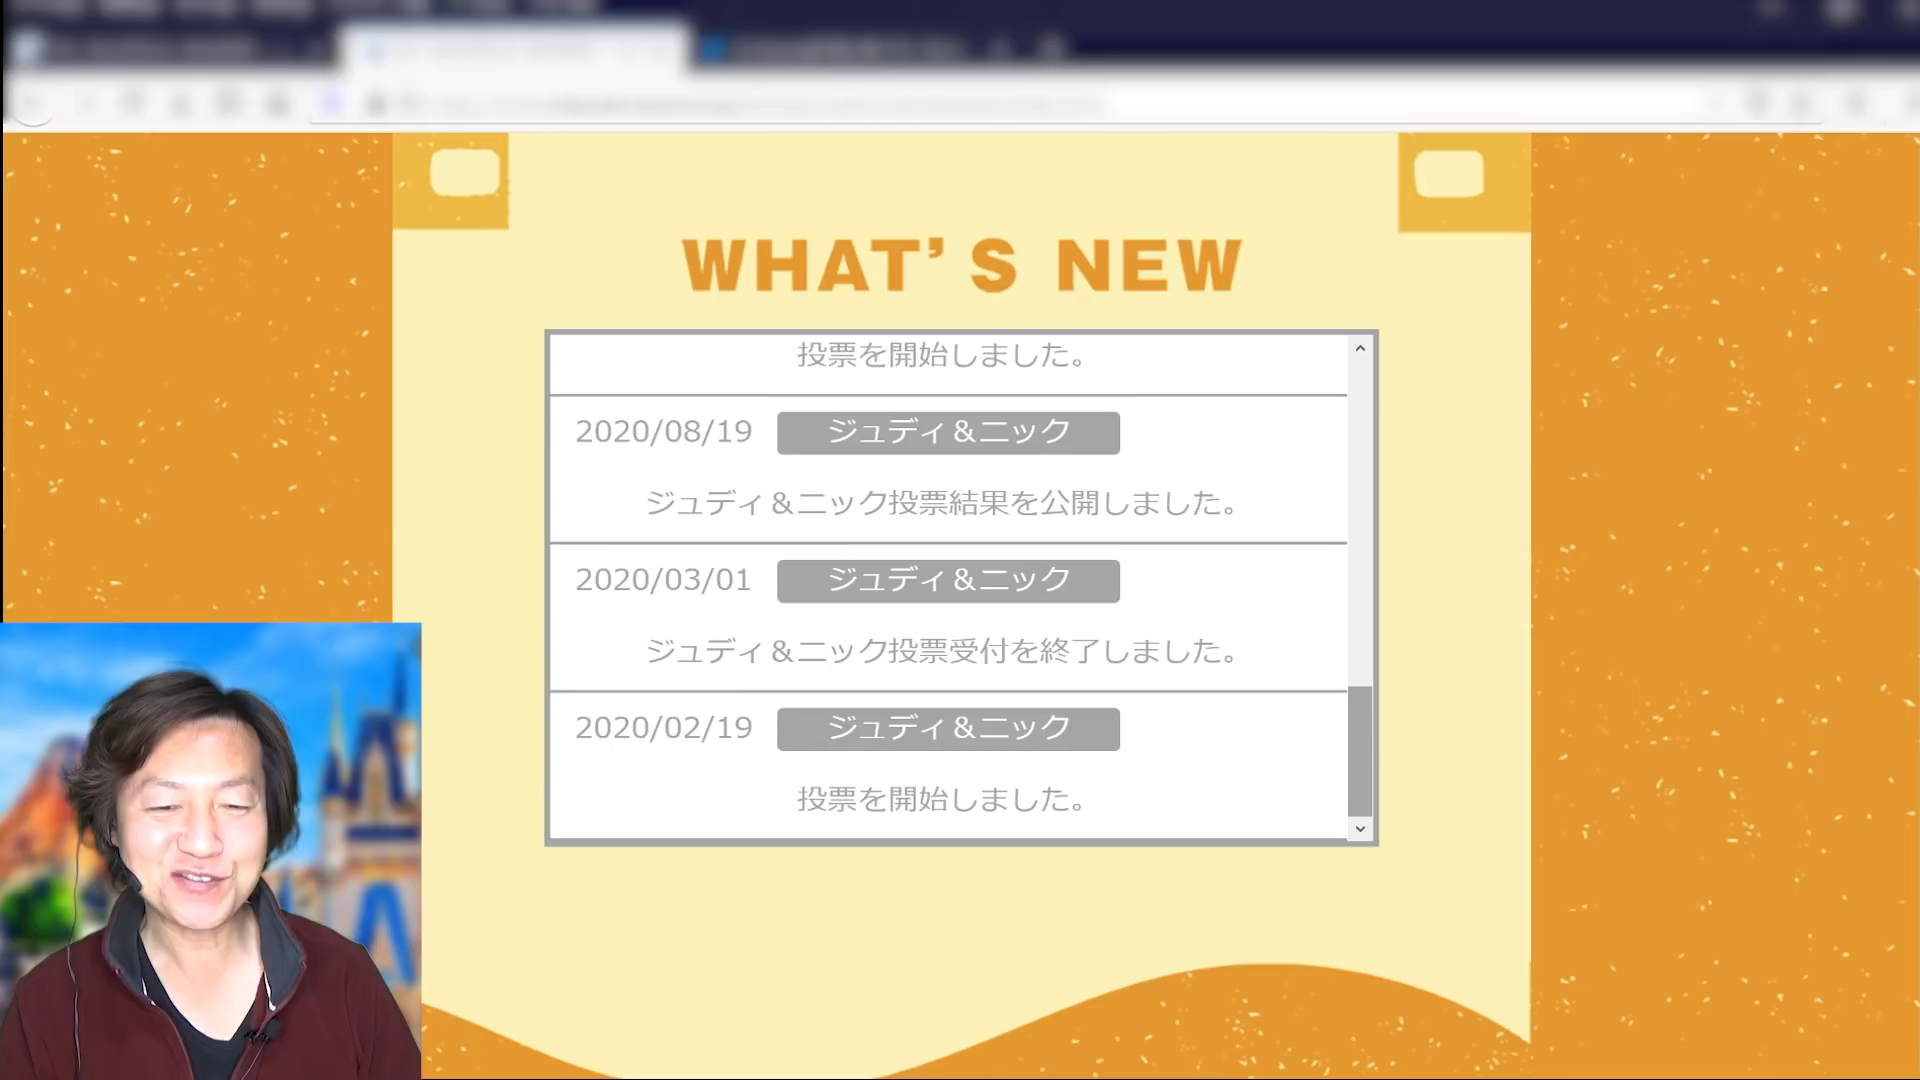 WHAT'S NEW
投票を開始しました。
2020/08/19 ジュディ＆ニック
ジュディ＆ニック投票結果を公開しました。
2020/03/01 ジュディ＆ニック
ジュディ＆ニック投票受付を終了しました。
2020/02/19 ジュディ＆ニック
投票を開始しました。